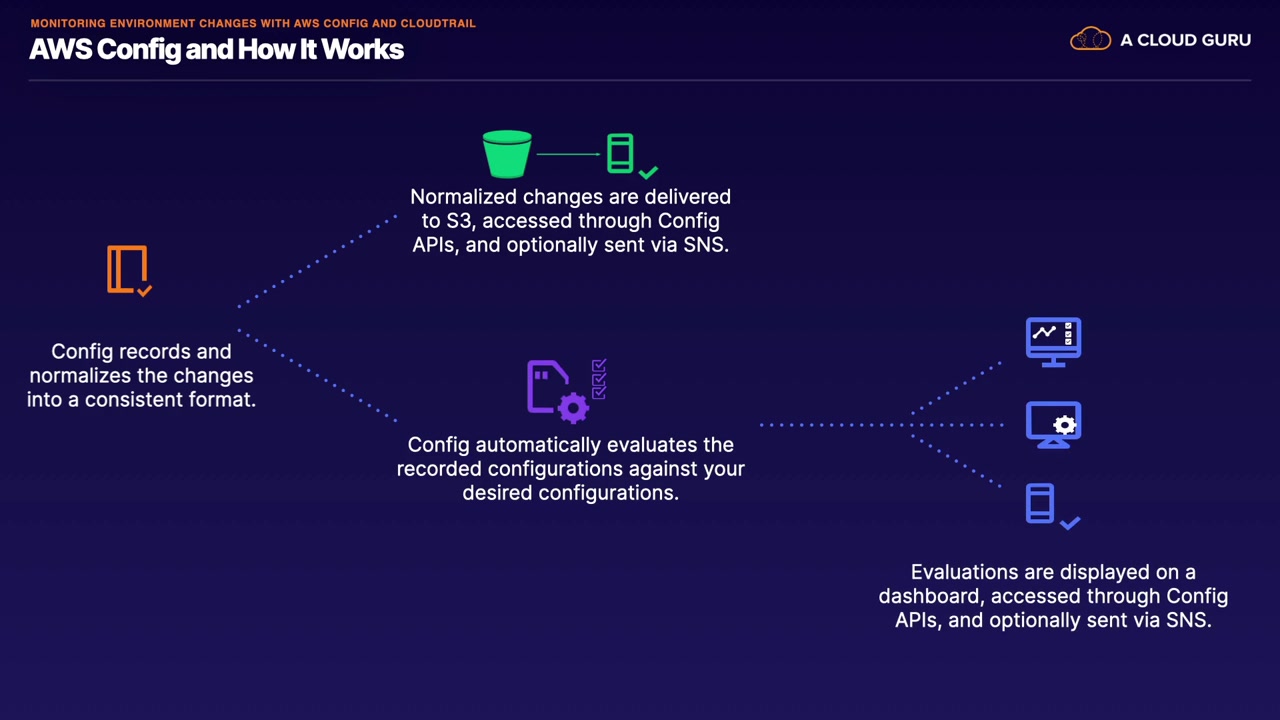 MONITORING ENVIRONMENT CHANGES WITH AWS CONFIG AND CLOUDTRAIL
AWS Config and How It Works
A CLOUD GURU
Normalized changes are delivered
to S3, accessed through Config
APIs, and optionally sent via SNS.
Config records and
normalizes the changes
into a consistent format.
Config automatically evaluates the
recorded configurations against your
desired configurations.
Evaluations are displayed on a
dashboard, accessed through Config
APIs, and optionally sent via SNS.